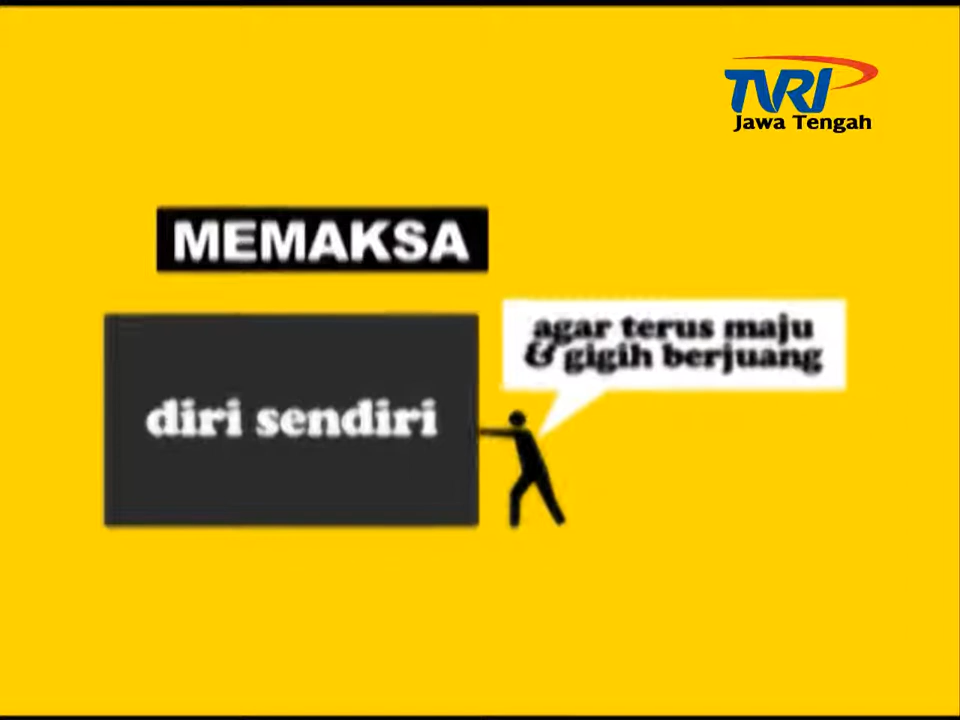 TVRI
Jawa Tengah
MEMAKSA
diri sendiri
agar terus maju
& gigih berjuang